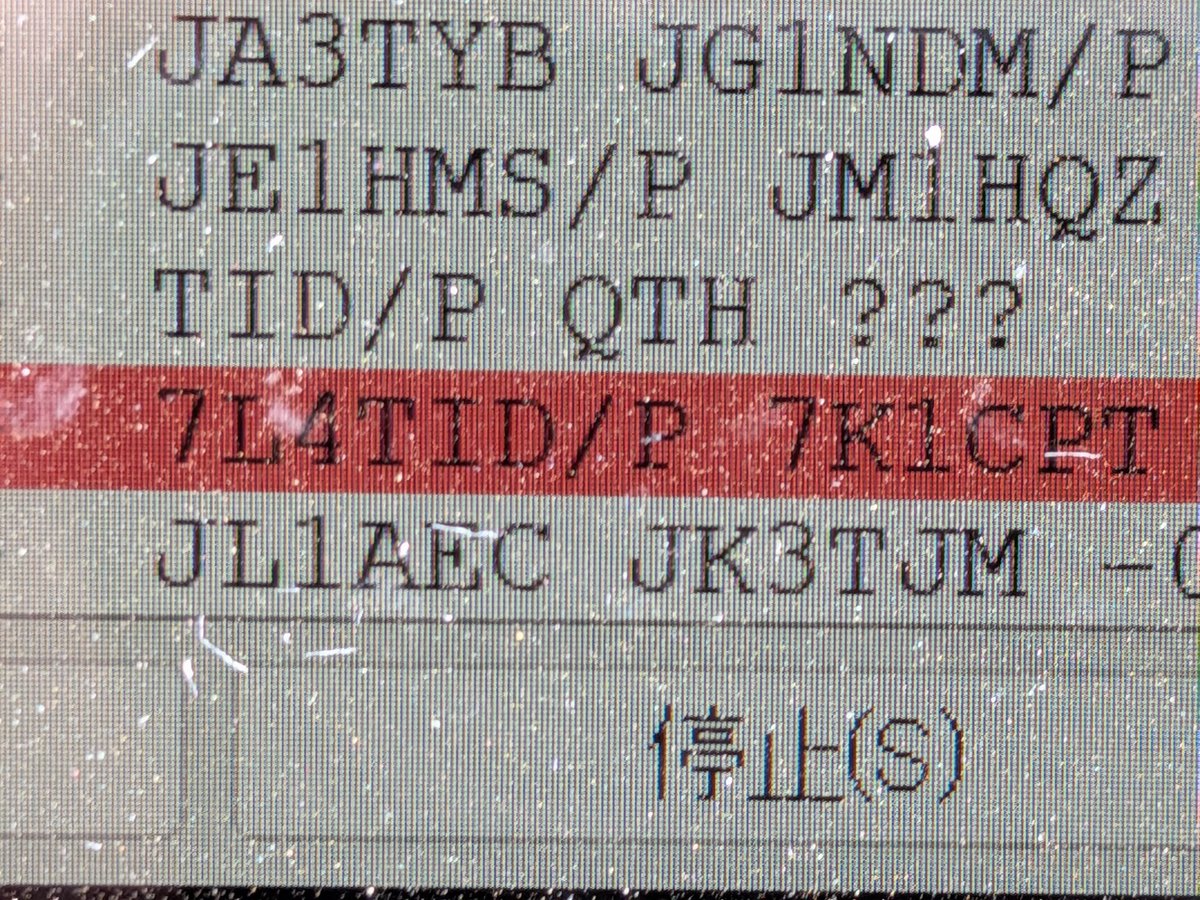 JA3TYB JG1NDM/P
JE1HMS/P JM1HQZ
TID/P QTH ???
7L4TID/P 7K1CPT
JL1AEC JK3TJM -
停止(S)